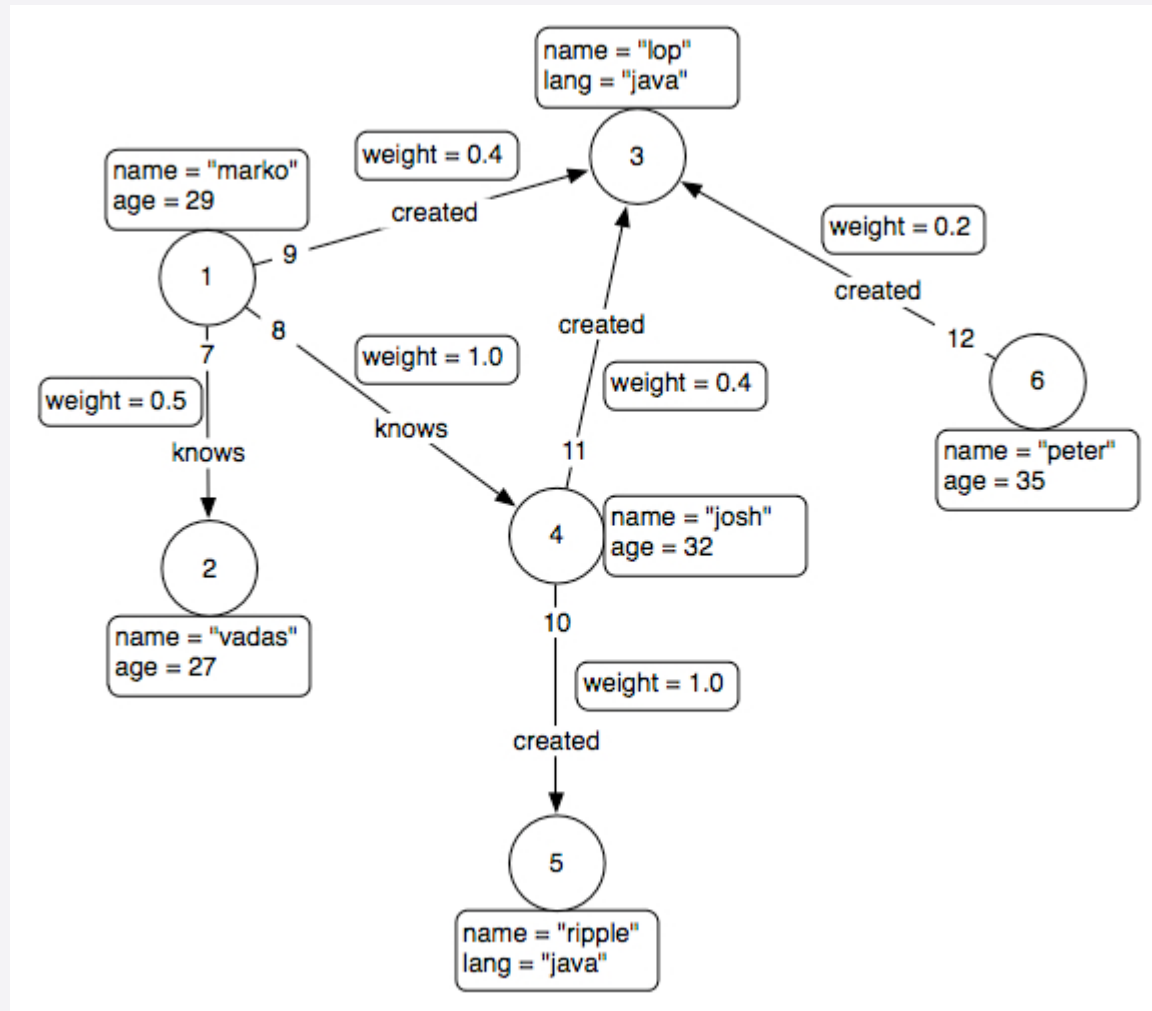 name = "lop"
lang = "java"
3
weight = 0.4
name = "marko"
age = 29
created
9
1
weight = 0.2
created
8
7
weight = 1.0
created
12
weight = 0.5
weight = 0.4
6
knows
knows
11
name = "peter"
age = 35
2
4
name = "josh"
age = 32
name = "vadas"
age = 27
10
weight = 1.0
created
5
name = "ripple"
lang = "java"